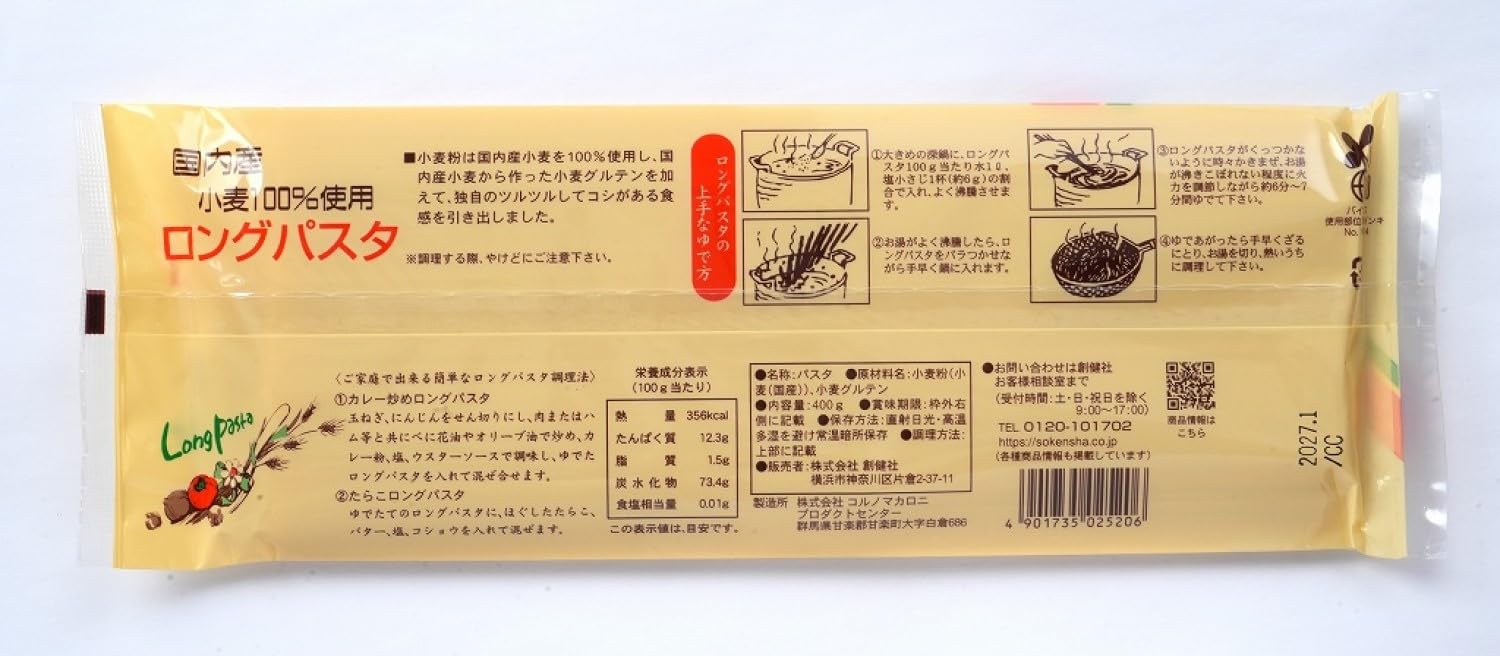 国内産
小麦100%使用
ロングパスタ
■小麦粉は国内産小麦を100%使用し、国
内産小麦から作った小麦グルテンを加
えて、独自のツルツルしてコシがある食
感を引き出しました。
※調理する際、やけどにご注意下さい。
ロングパスタの
上手なゆで方
①大きめの深鍋に、ロングパ
スタ100g当たり水1ℓ、
塩小さじ1杯(約6g)の割
合で入れ、よく沸騰させま
す。
②お湯がよく沸騰したら、ロ
ングパスタをバラつかせな
がら手早く鍋に入れます。
③ロングパスタがくっつかな
いように時々かきまぜ、お湯
が沸きこぼれない程度に火
力を調節しながら約6分〜7
分間ゆでて下さい。
④ゆであがったら手早くざる
にとり、お湯を切り、熱いうち
に調理して下さい。
使用部位
No.
Long Pasta
〈ご家庭で出来る簡単なロングパスタ調理法〉
①カレー炒めロングパスタ
玉ねぎ、にんじんをせん切りにし、肉またはハ
ム等と共にべに花油やオリーブ油で炒め、カ
レー粉、塩、ウスターソースで調味し、ゆでた
ロングパスタを入れて混ぜ合せます。
②たらこロングパスタ
ゆでたてのロングパスタに、ほぐしたたらこ、
バター、塩、コショウを入れて混ぜます。
栄養成分表示
(100g当たり)
熱量 356kcal
たんぱく質 12.3g
脂質 1.5g
炭水化物 73.4g
食塩相当量 0.01g
この表示値は、目安です。
●名称:パスタ ●原材料名:小麦粉(小
麦(国産))、小麦グルテン
●内容量:400g ●賞味期限:枠外右
側に記載 ●保存方法:直射日光・高温
多湿を避け常温暗所保存 ●調理方法:
上部に記載
●販売者:株式会社 創健社
横浜市神奈川区片倉2-37-11
製造所 株式会社 コルノマカロニ
プロダクトセンター
群馬県甘楽郡甘楽町大字白倉686
●お問い合わせは創健社
お客様相談室まで
(受付時間:土・日・祝日を除く
9:00〜17:00)
TEL 0120-101702
https://sokensha.co.jp
(各種商品情報も掲載しています)
4 901735 025206
商品情報は
こちら
2027.1
/CC